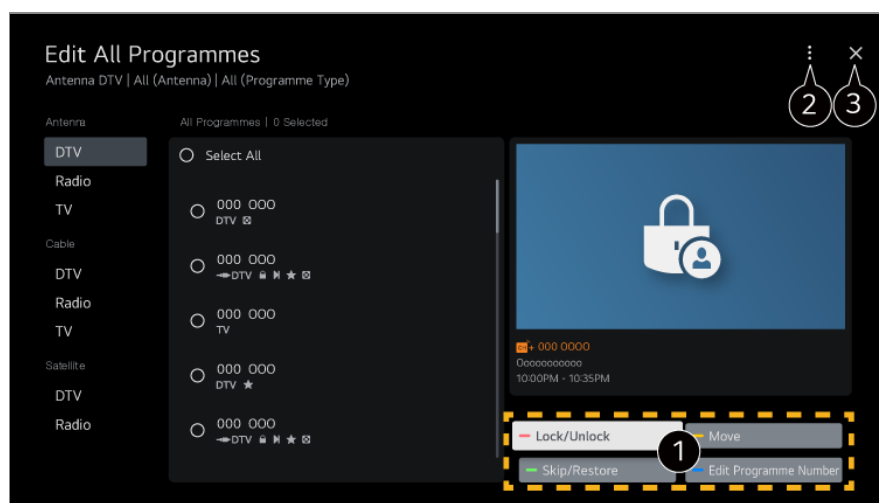 Edit All Programmes
Antenna DTV | All (Antenna) | All (Programme Type)
2
3
Antenna
All Programmes | 0 Selected
DTV
Select All
Radio
TV
000 000
DTV
Cable
000 000
DTV
DTV
Radio
000 000
TV
TV
CH + 000 0000
Ooooooooooo
10:00PM - 10:35PM
Satellite
000 000
DTV
DTV
Radio
000 000
DTV
Lock/Unlock
1
Move
Skip/Restore
Edit Programme Number